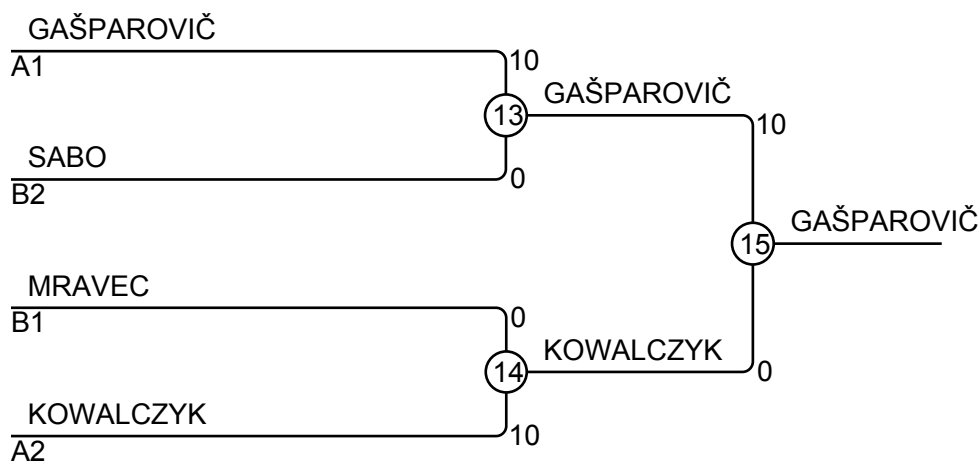 GAŠPAROVIČ
A1
10
13
GAŠPAROVIČ
10
SABO
B2
0
15
GAŠPAROVIČ
MRAVEC
B1
0
14
KOWALCZYK
0
KOWALCZYK
A2
10